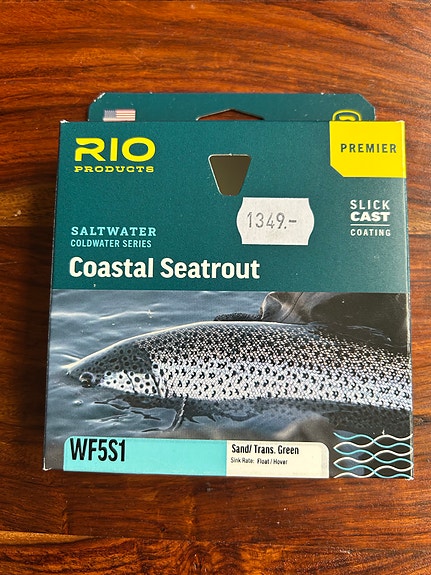 RIO
PRODUCTS
PREMIER
SLICK
CAST
COATING
1349.-
SALTWATER
COLDWATER SERIES
Coastal Seatrout
WF5S1
Sand/ Trans. Green
Sink Rate: Float / Hover